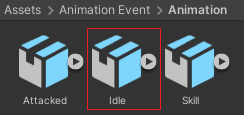 Assets > Animation Event > Animation
Attacked Idle Skill